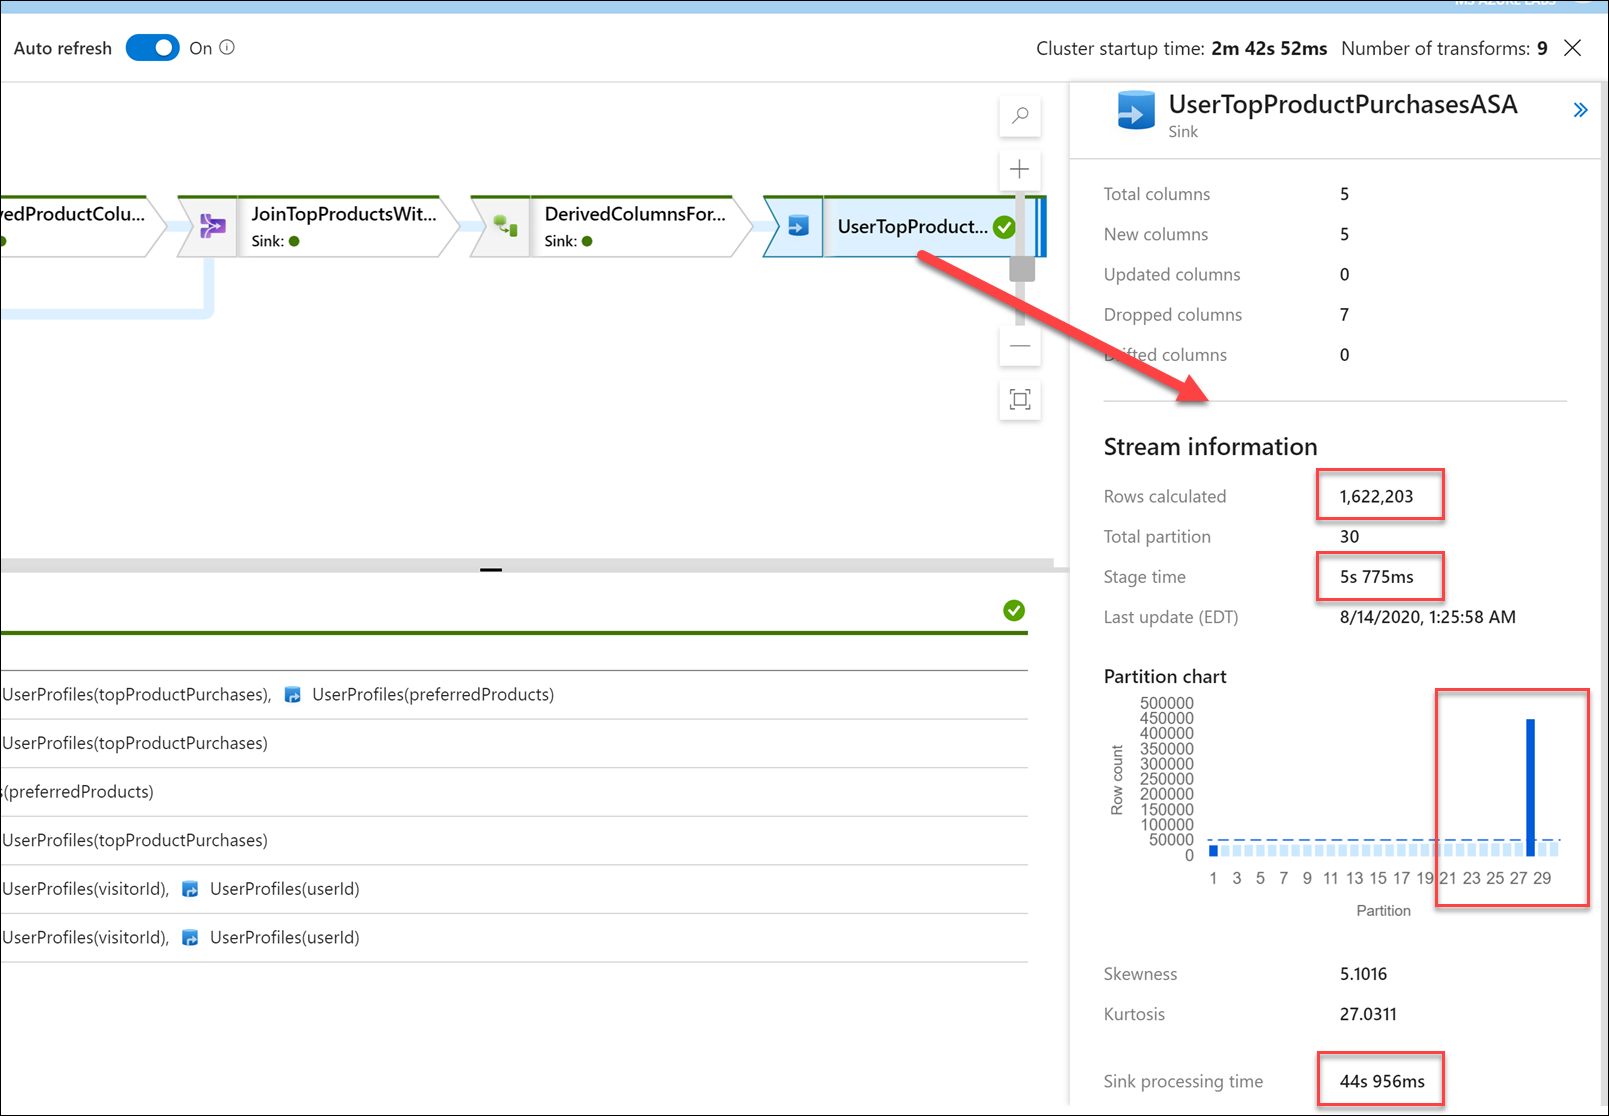 MS AZURE LABS
Auto refresh On
Cluster startup time: 2m 42s 52ms Number of transforms: 9
UserTopProductPurchasesASA
Sink
vedProductColu...
JoinTopProductsWit...
Sink:
DerivedColumnsFor...
Sink:
UserTopProduct...
Total columns 5
New columns 5
Updated columns 0
Dropped columns 7
Drifted columns 0
Stream information
Rows calculated 1,622,203
Total partition 30
Stage time 5s 775ms
Last update (EDT) 8/14/2020, 1:25:58 AM
UserProfiles(topProductPurchases), UserProfiles(preferredProducts)
UserProfiles(topProductPurchases)
s(preferredProducts)
UserProfiles(topProductPurchases)
UserProfiles(visitorId), UserProfiles(userId)
UserProfiles(visitorId), UserProfiles(userId)
Partition chart
500000
450000
400000
350000
300000
250000
200000
150000
100000
50000
0
Row count
1 3 5 7 9 11 13 15 17 19 21 23 25 27 29
Partition
Skewness 5.1016
Kurtosis 27.0311
Sink processing time 44s 956ms